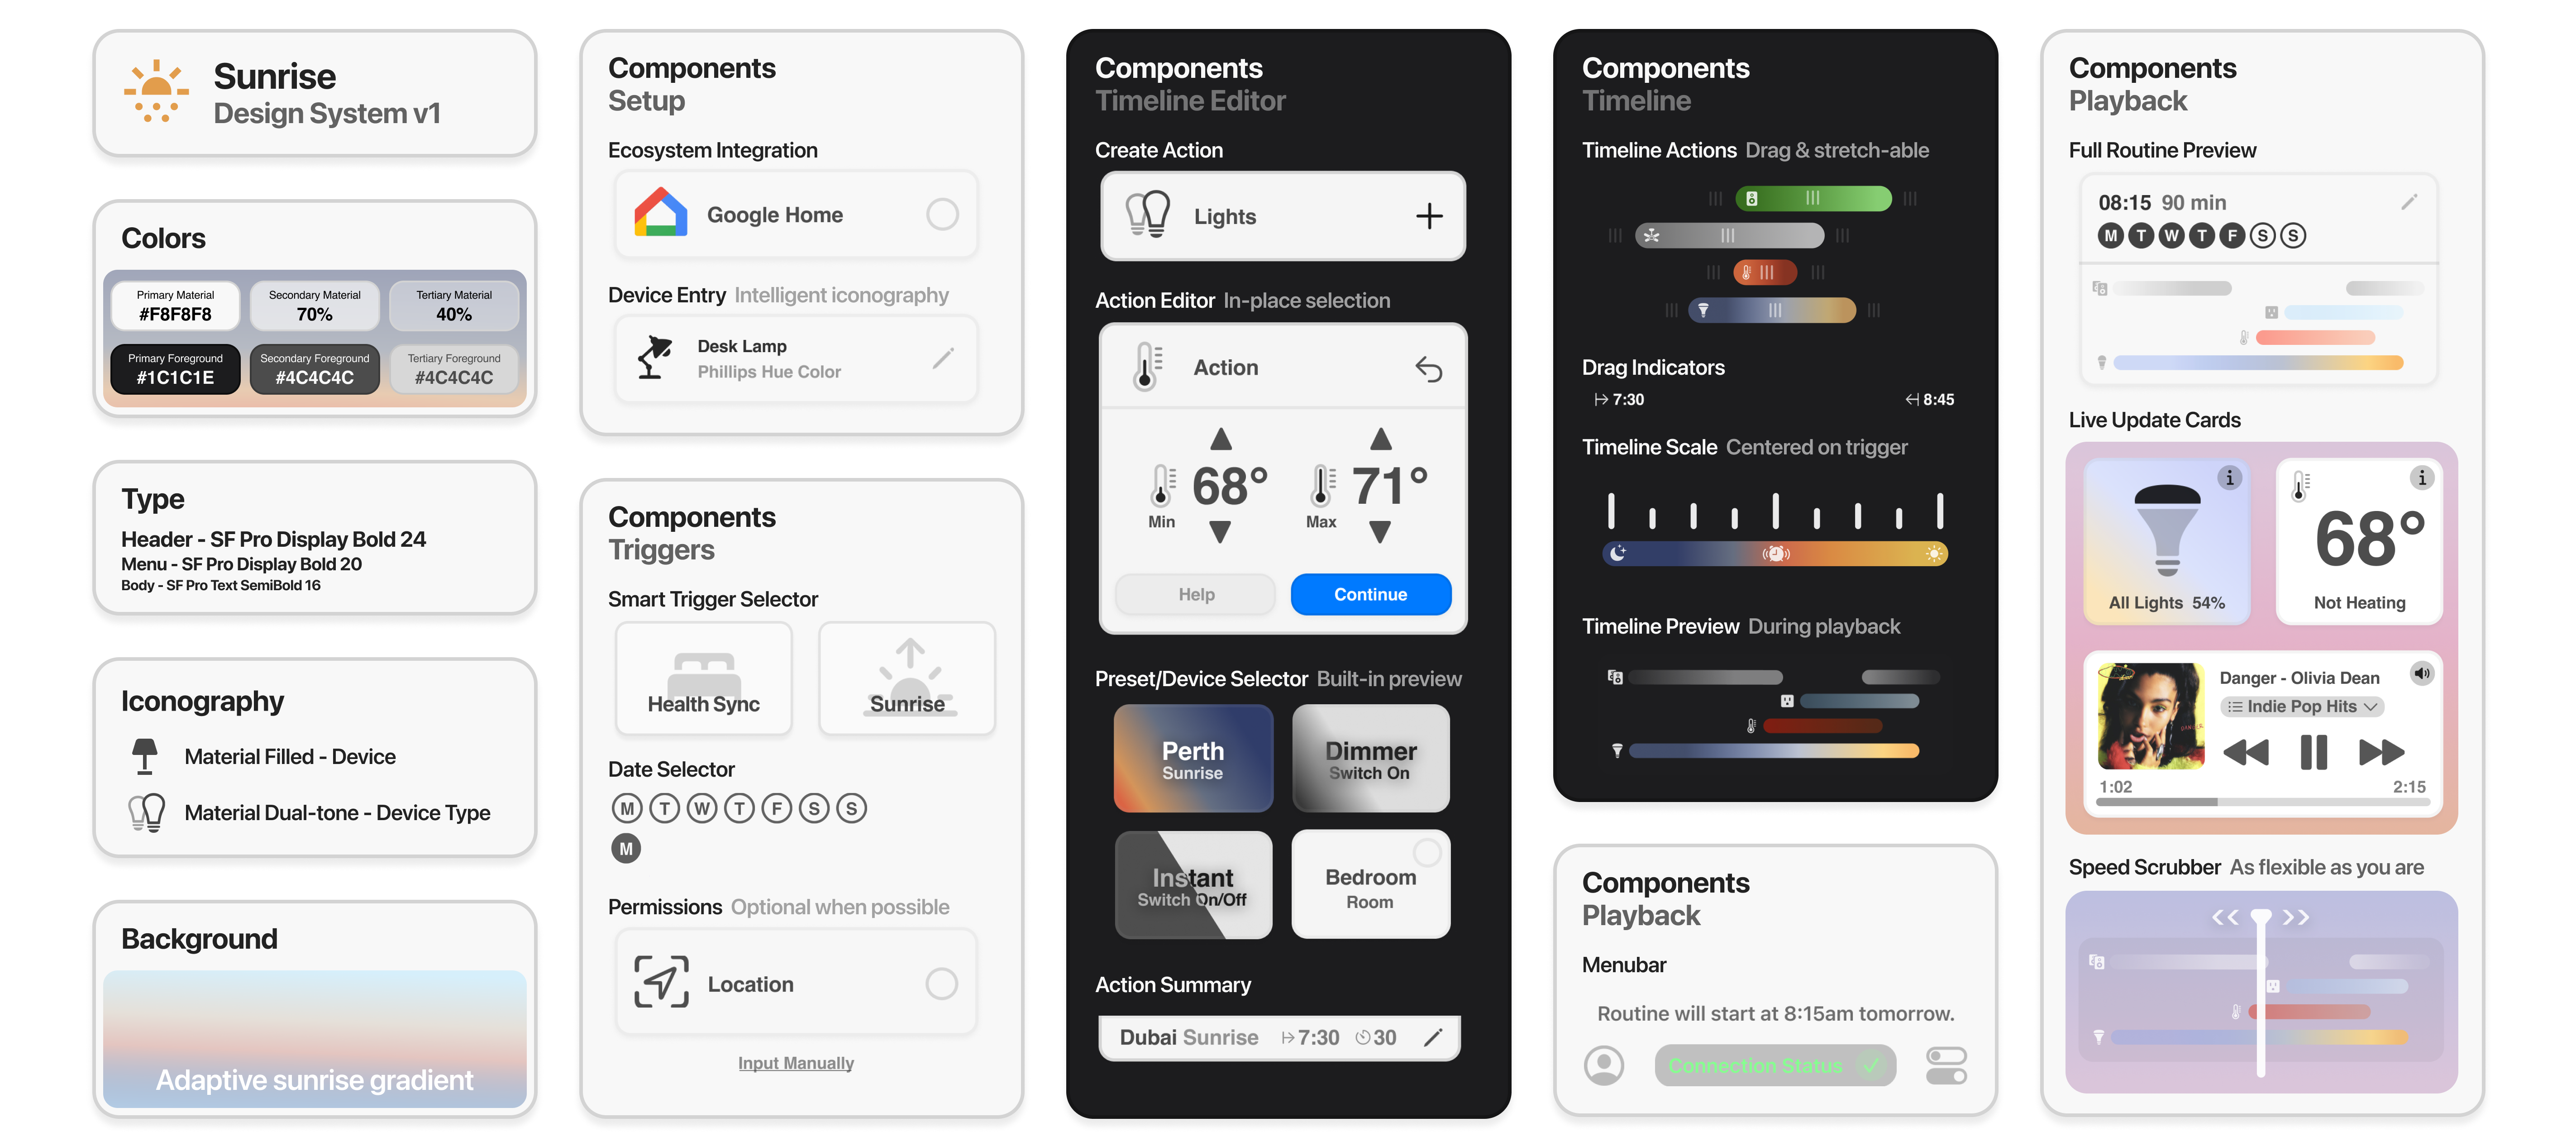 Sunrise
Design System v1
Colors
Primary Material
#F8F8F8
Secondary Material
70%
Tertiary Material
40%
Primary Foreground
#1C1C1E
Secondary Foreground
#4C4C4C
Tertiary Foreground
#4C4C4C
Type
Header - SF Pro Display Bold 24
Menu - SF Pro Display Bold 20
Body - SF Pro Text SemiBold 16
Iconography
Material Filled - Device
Material Dual-tone - Device Type
Background
Adaptive sunrise gradient
Components
Setup
Ecosystem Integration
Google Home
Device Entry Intelligent iconography
Desk Lamp
Phillips Hue Color
Components
Triggers
Smart Trigger Selector
Health Sync
Sunrise
Date Selector
M T W T F S S
M
Permissions Optional when possible
Location
Input Manually
Components
Timeline Editor
Create Action
Lights
Action Editor In-place selection
Action
68°
Min
71°
Max
Help
Continue
Preset/Device Selector Built-in preview
Perth
Sunrise
Dimmer
Switch On
Instant
Switch On/Off
Bedroom
Room
Action Summary
Dubai Sunrise 7:30 30
Components
Timeline
Timeline Actions Drag & stretch-able
Drag Indicators
7:30
8:45
Timeline Scale Centered on trigger
Timeline Preview During playback
Components
Playback
Menubar
Routine will start at 8:15am tomorrow.
Connection Status
Components
Playback
Full Routine Preview
08:15 90 min
M T W T F S S
Live Update Cards
i
All Lights 54%
i
68°
Not Heating
Danger - Olivia Dean
Indie Pop Hits
1:02
2:15
Speed Scrubber As flexible as you are